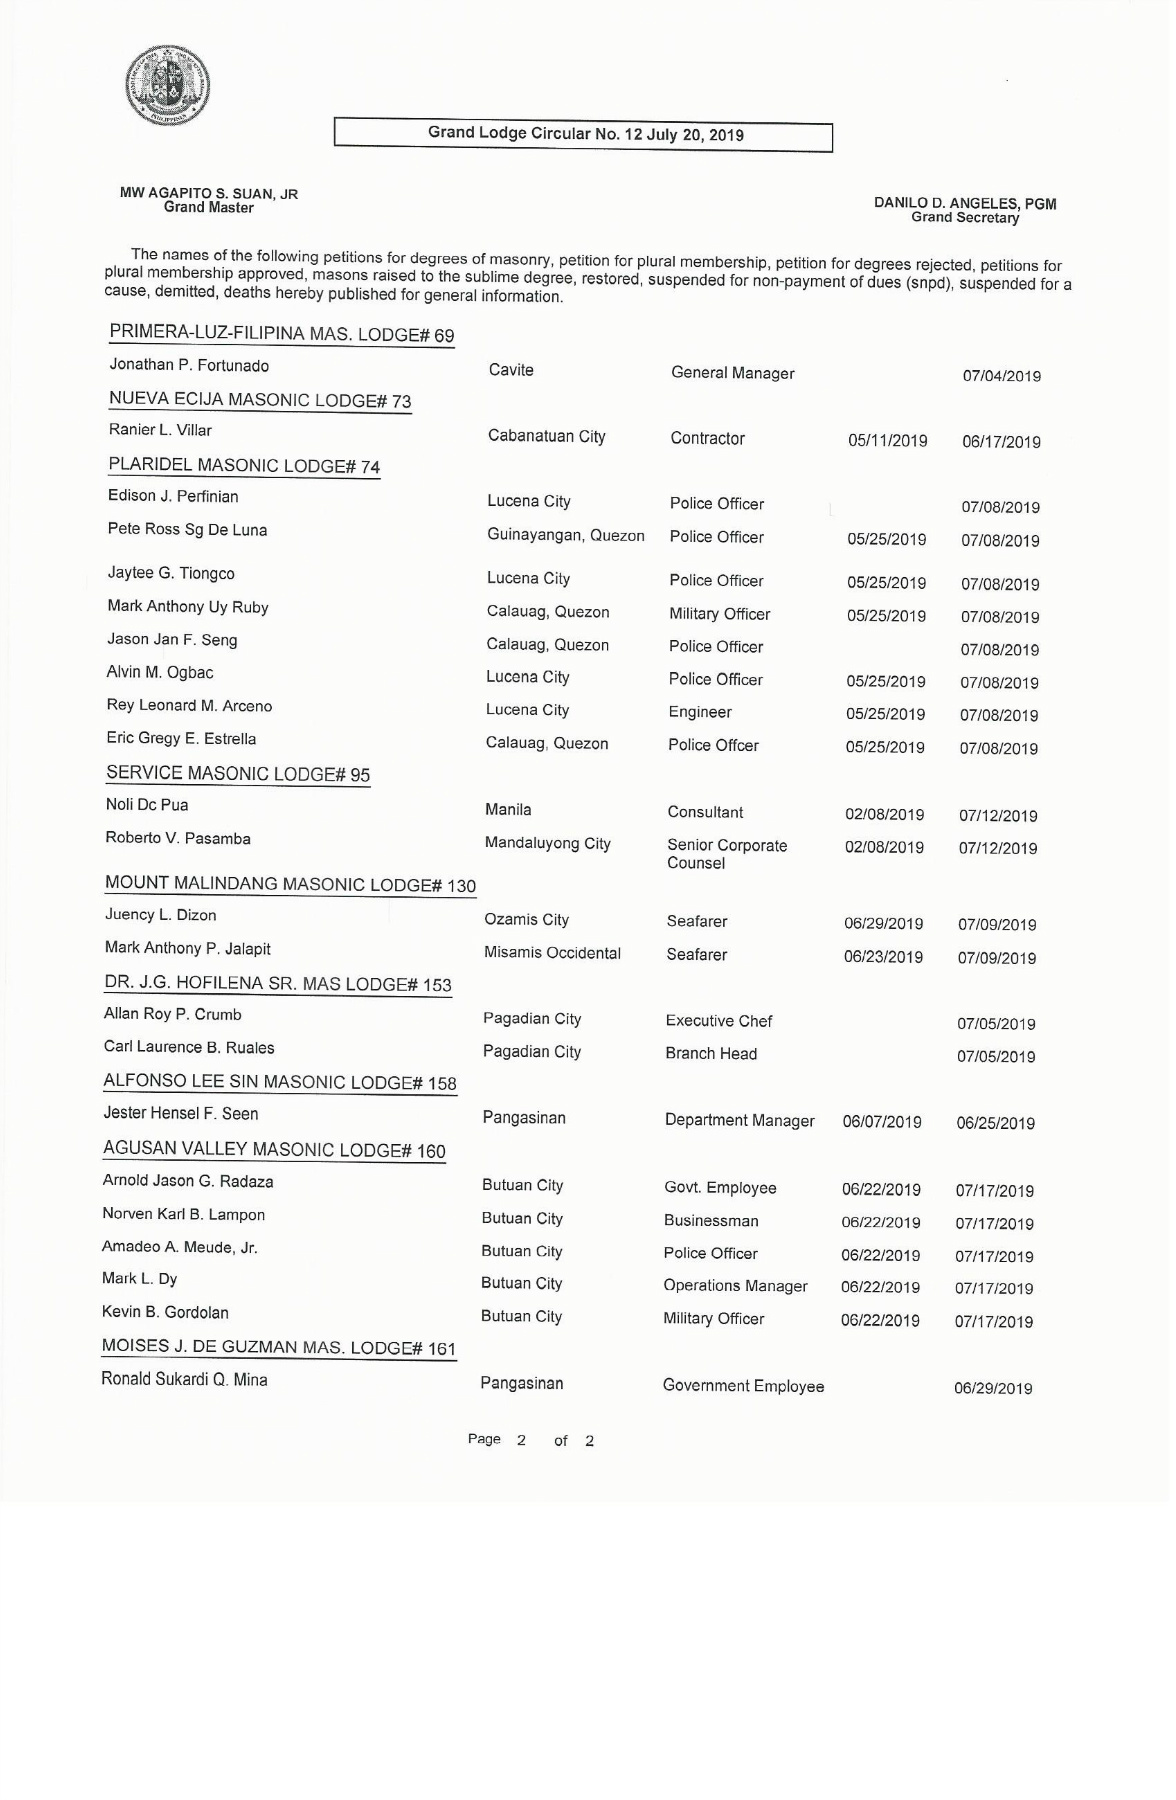 PHILIPPINES
Grand Lodge Circular No. 12 July 20, 2019
MW AGAPITO S. SUAN, JR
Grand Master
DANILO D. ANGELES, PGM
Grand Secretary
The names of the following petitions for degrees of masonry, petition for plural membership, petition for degrees rejected, petitions for
plural membership approved, masons raised to the sublime degree, restored, suspended for non-payment of dues (snpd), suspended for a
cause, demitted, deaths hereby published for general information.
PRIMERA-LUZ-FILIPINA MAS. LODGE# 69
Jonathan P. Fortunado Cavite General Manager 07/04/2019
NUEVA ECIJA MASONIC LODGE# 73
Ranier L. Villar Cabanatuan City Contractor 05/11/2019 06/17/2019
PLARIDEL MASONIC LODGE# 74
Edison J. Perfinian Lucena City Police Officer 07/08/2019
Pete Ross Sg De Luna Guinayangan, Quezon Police Officer 05/25/2019 07/08/2019
Jaytee G. Tiongco Lucena City Police Officer 05/25/2019 07/08/2019
Mark Anthony Uy Ruby Calauag, Quezon Military Officer 05/25/2019 07/08/2019
Jason Jan F. Seng Calauag, Quezon Police Officer 07/08/2019
Alvin M. Ogbac Lucena City Police Officer 05/25/2019 07/08/2019
Rey Leonard M. Arceno Lucena City Engineer 05/25/2019 07/08/2019
Eric Gregy E. Estrella Calauag, Quezon Police Offcer 05/25/2019 07/08/2019
SERVICE MASONIC LODGE# 95
Noli Dc Pua Manila Consultant 02/08/2019 07/12/2019
Roberto V. Pasamba Mandaluyong City Senior Corporate 02/08/2019 07/12/2019
Counsel
MOUNT MALINDANG MASONIC LODGE# 130
Juency L. Dizon Ozamis City Seafarer 06/29/2019 07/09/2019
Mark Anthony P. Jalapit Misamis Occidental Seafarer 06/23/2019 07/09/2019
DR. J.G. HOFILENA SR. MAS LODGE# 153
Allan Roy P. Crumb Pagadian City Executive Chef 07/05/2019
Carl Laurence B. Ruales Pagadian City Branch Head 07/05/2019
ALFONSO LEE SIN MASONIC LODGE# 158
Jester Hensel F. Seen Pangasinan Department Manager 06/07/2019 06/25/2019
AGUSAN VALLEY MASONIC LODGE# 160
Arnold Jason G. Radaza Butuan City Govt. Employee 06/22/2019 07/17/2019
Norven Karl B. Lampon Butuan City Businessman 06/22/2019 07/17/2019
Amadeo A. Meude, Jr. Butuan City Police Officer 06/22/2019 07/17/2019
Mark L. Dy Butuan City Operations Manager 06/22/2019 07/17/2019
Kevin B. Gordolan Butuan City Military Officer 06/22/2019 07/17/2019
MOISES J. DE GUZMAN MAS. LODGE# 161
Ronald Sukardi Q. Mina Pangasinan Government Employee 06/29/2019
Page 2 of 2